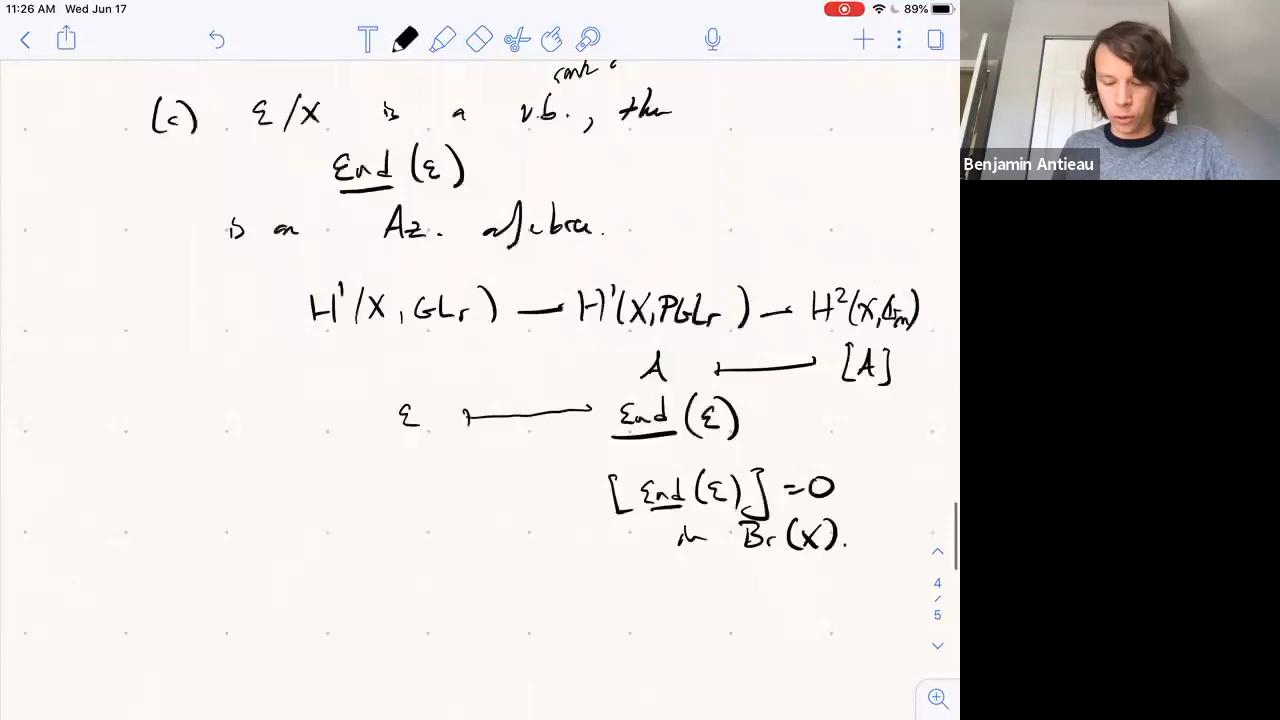 11:26 AM Wed Jun 17
89%
(c) ℰ/X is a v.b., then
End (ℰ)
is an Az. algebra.
H¹(X, GLr) — H¹(X, PGLr) — H²(X, 𝔾m)
A ⟼ [A]
ℰ ⟼ End (ℰ)
[End(ℰ)] = 0
in Br(X).
Benjamin Antieau
4
/
5